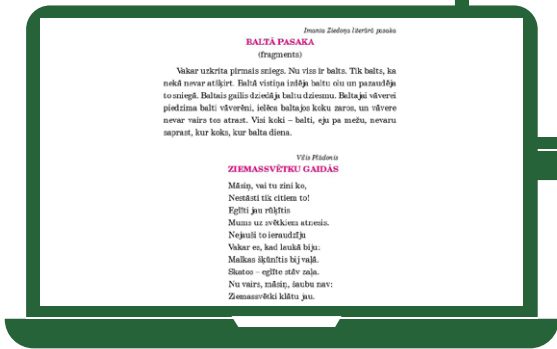 Imanta Ziedoņa literārā pasaka
BALTĀ PASAKA
(fragments)
Vakar uzkrita pirmais sniegs. Nu viss ir balts. Tik balts, ka
nekā nevar atšķirt. Baltā vistiņa izdēja baltu olu un pazaudēja
to sniegā. Baltais gailis dziedāja baltu dziesmu. Baltajai vāverei
piedzima balti vāverēni, ielēca baltajos koku zaros, un vāvere
nevar vairs tos atrast. Visi koki – balti, eju pa mežu, nevaru
saprast, kur koks, kur balta diena.
Vilis Plūdonis
ZIEMASSVĒTKU GAIDĀS
Māsiņ, vai tu zini ko,
Nestāsti tik citiem to!
Eglīti jau rūķītis
Mums uz svētkiem atnesis.
Nejauši to ieraudzīju
Vakar es, kad laukā biju:
Malkas šķūnītis bij vaļā.
Skatos – eglīte stāv zaļa.
Nu vairs, māsiņ, šaubu nav:
Ziemassvētki klātu jau.